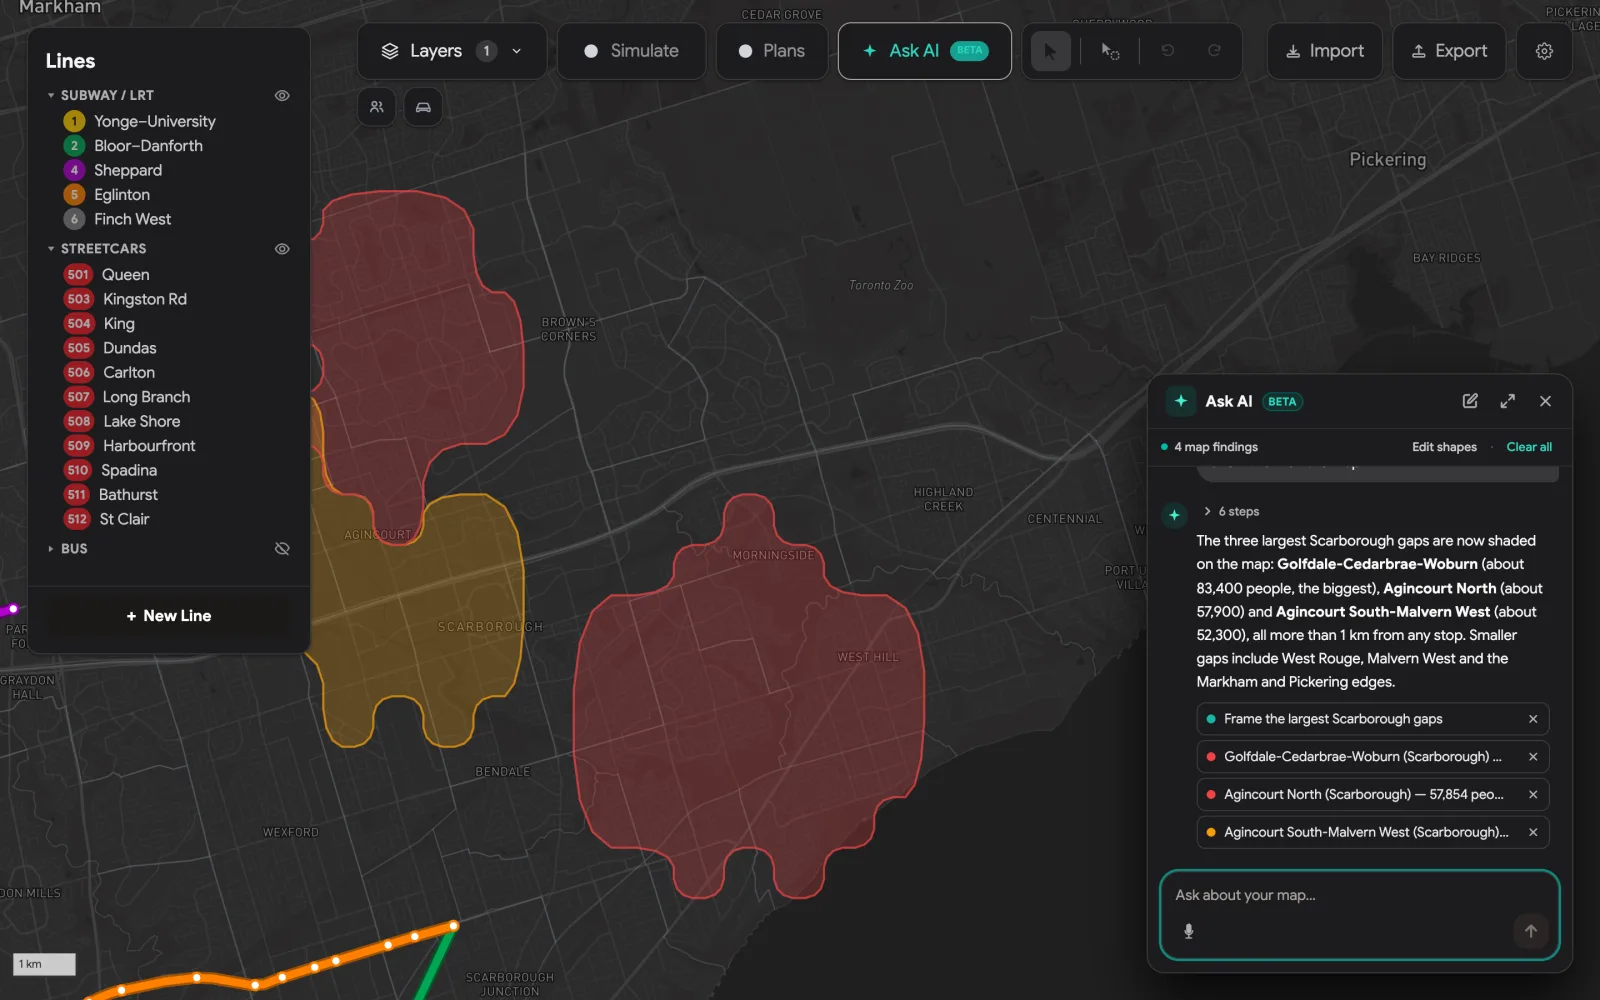 Markham
CEDAR GROVE
CHERRYWOOD
Lines
SUBWAY / LRT
1 Yonge–University
2 Bloor–Danforth
4 Sheppard
5 Eglinton
6 Finch West
STREETCARS
501 Queen
503 Kingston Rd
504 King
505 Dundas
506 Carlton
507 Long Branch
508 Lake Shore
509 Harbourfront
510 Spadina
511 Bathurst
512 St Clair
BUS
+ New Line
Layers 1
Simulate
Plans
Ask AI BETA
Import
Export
Pickering
BAY RIDGES
Toronto Zoo
BROWN'S
CORNERS
HIGHLAND
CREEK
CENTENNIAL
AGINCOURT
MORNINGSIDE
SCARBOROUGH
WEST HILL
GRAYDON
HALL
BENDALE
WEXFORD
DON MILLS
SCARBOROUGH
JUNCTION
1 km
Ask AI BETA
4 map findings
Edit shapes · Clear all
6 steps
The three largest Scarborough gaps are now shaded
on the map: Golfdale-Cedarbrae-Woburn (about
83,400 people, the biggest), Agincourt North (about
57,900) and Agincourt South-Malvern West (about
52,300), all more than 1 km from any stop. Smaller
gaps include West Rouge, Malvern West and the
Markham and Pickering edges.
Frame the largest Scarborough gaps
Golfdale-Cedarbrae-Woburn (Scarborough) ...
Agincourt North (Scarborough) — 57,854 peo...
Agincourt South-Malvern West (Scarborough)...
Ask about your map...